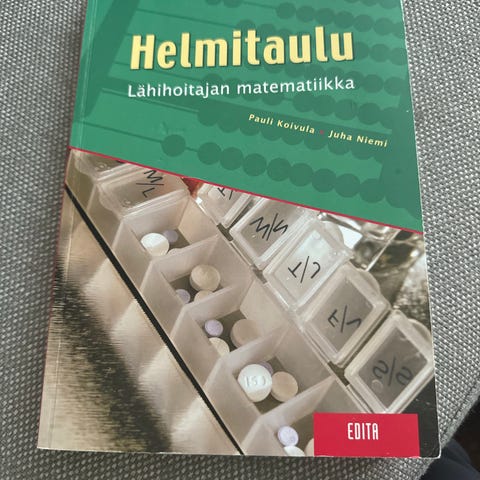 Helmitaulu
Lähihoitajan matematiikka
Pauli Koivula Juha Niemi
M/L
T/I
M/M
T/C
F/V
S/S
EDITA